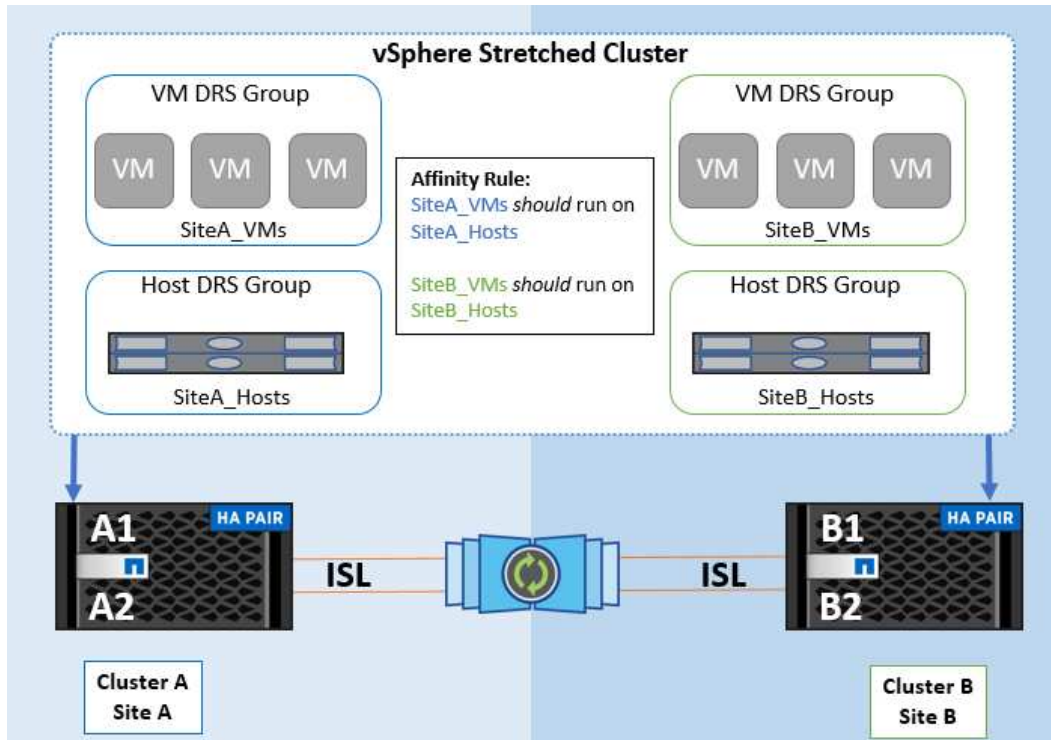 vSphere Stretched Cluster
VM DRS Group
VM VM VM
SiteA_VMs
Host DRS Group
SiteA_Hosts
Affinity Rule:
SiteA_VMs should run on
SiteA_Hosts
SiteB_VMs should run on
SiteB_Hosts
VM DRS Group
VM VM VM
SiteB_VMs
Host DRS Group
SiteB_Hosts
A1
HA PAIR
A2
ISL
ISL
B1
HA PAIR
B2
Cluster A
Site A
Cluster B
Site B